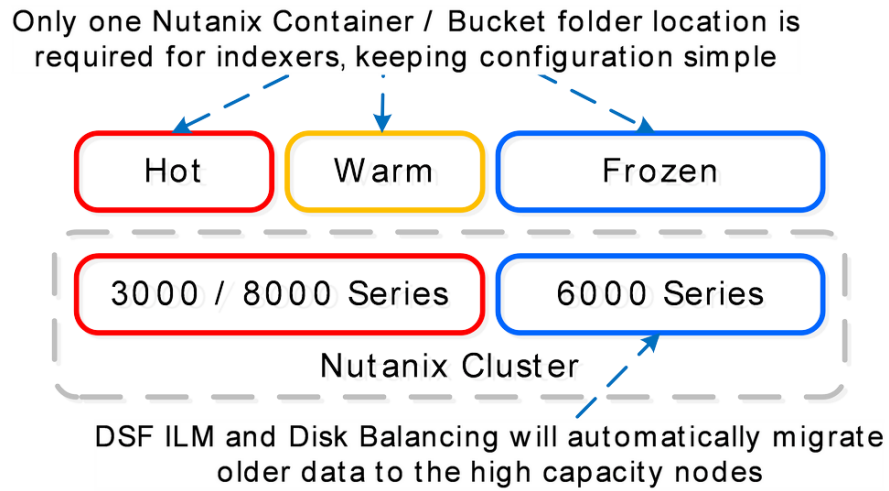 Only one Nutanix Container / Bucket folder location is
required for indexers, keeping configuration simple
Hot
Warm
Frozen
3000 / 8000 Series
6000 Series
Nutanix Cluster
DSF ILM and Disk Balancing will automatically migrate
older data to the high capacity nodes